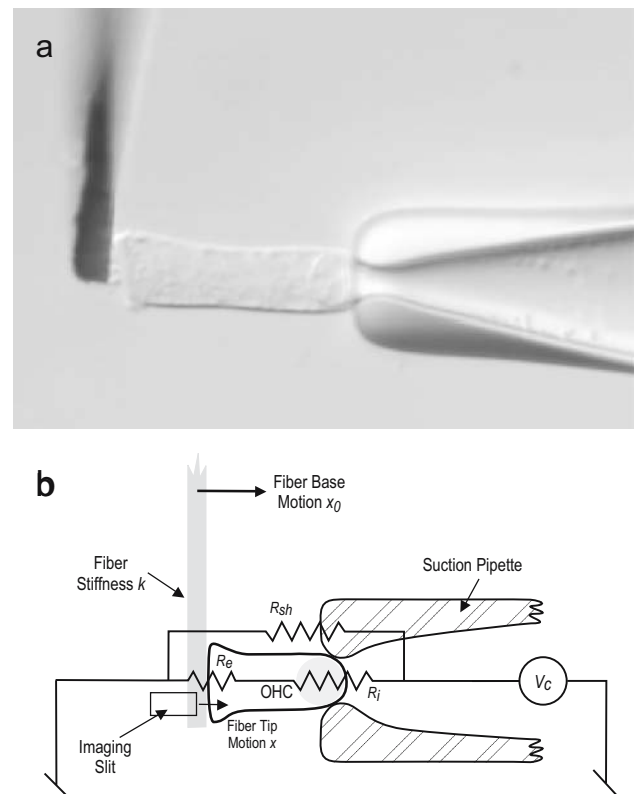 a
b
Fiber Base
Motion x0
Fiber
Stiffness k
Suction Pipette
Rsh
Re
OHC
Ri
Vc
Fiber Tip
Motion x
Imaging
Slit